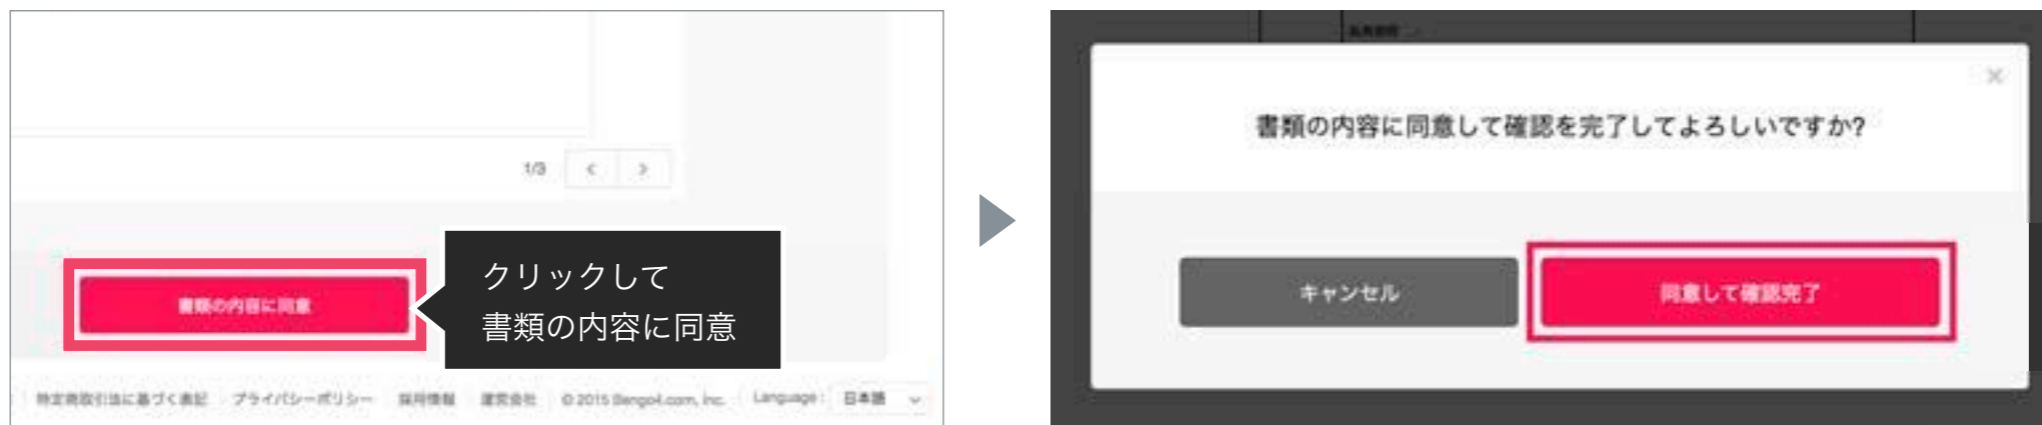 1/3
書類の内容に同意
クリックして
書類の内容に同意
特定商取引法に基づく表記 プライバシーポリシー 採用情報 運営会社 © 2015 Bengo4.com, Inc. Language : 日本語
×
書類の内容に同意して確認を完了してよろしいですか?
キャンセル
同意して確認完了